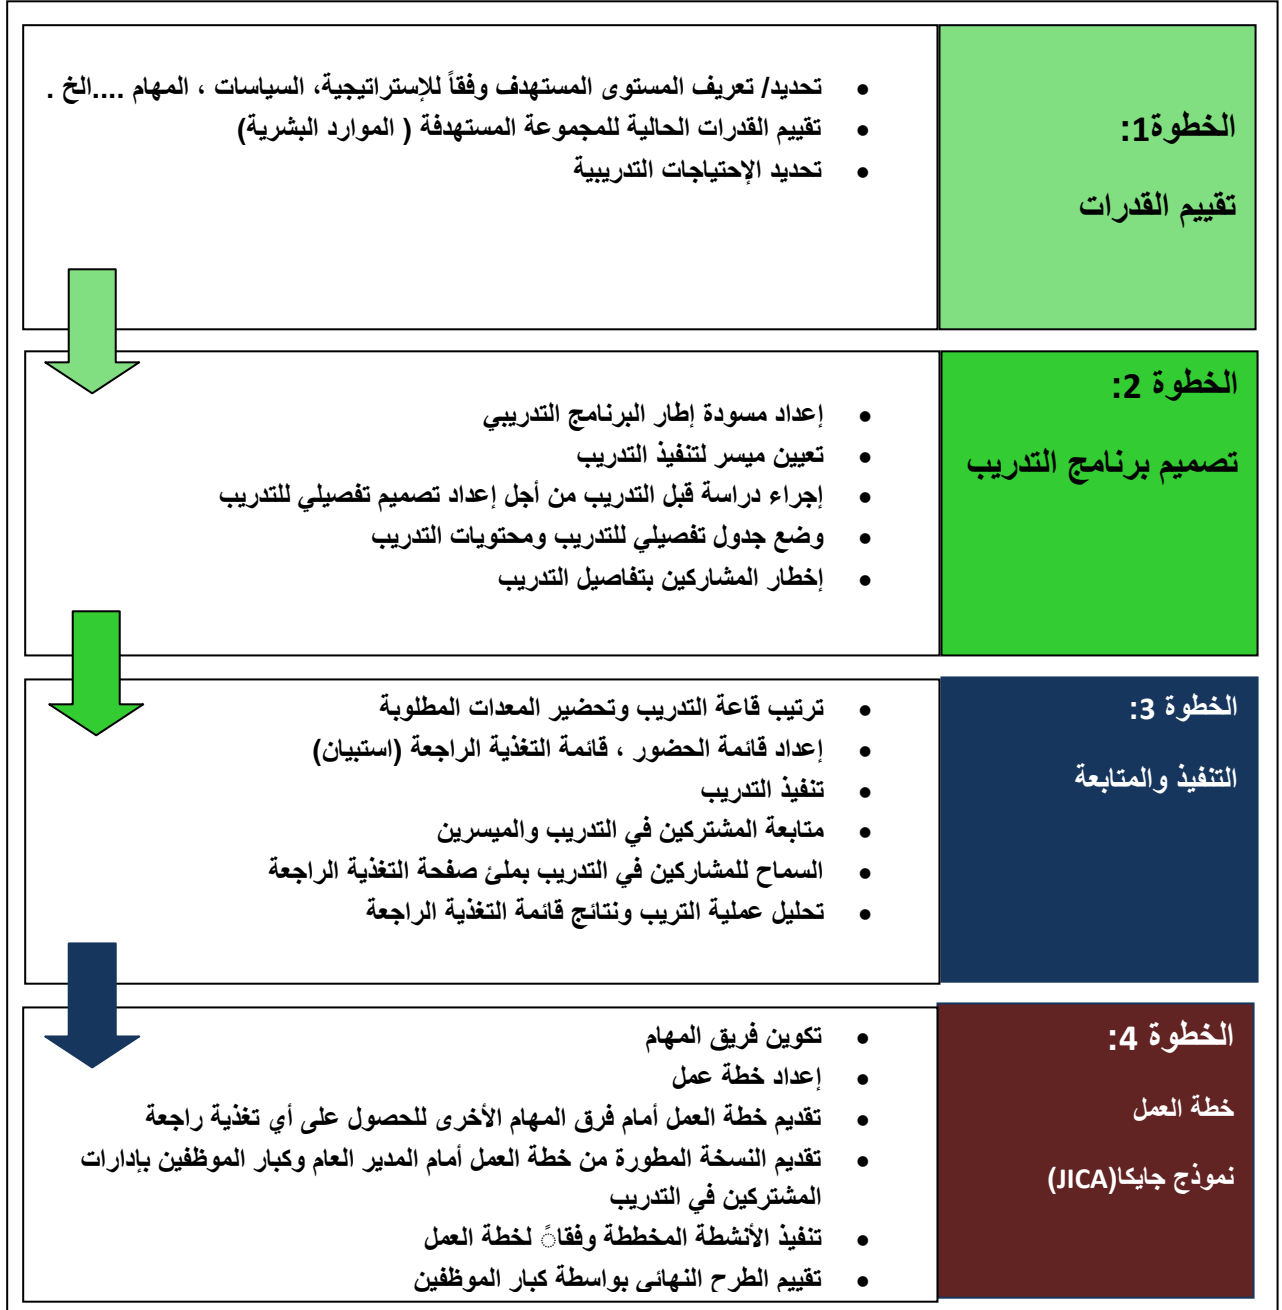 الخطوة1:
تقييم القدرات
• تحديد/ تعريف المستوى المستهدف وفقاً للإستراتيجية، السياسات ، المهام ....الخ .
• تقييم القدرات الحالية للمجموعة المستهدفة ( الموارد البشرية)
• تحديد الإحتياجات التدريبية
الخطوة 2:
تصميم برنامج التدريب
• إعداد مسودة إطار البرنامج التدريبي
• تعيين ميسر لتنفيذ التدريب
• إجراء دراسة قبل التدريب من أجل إعداد تصميم تفصيلي للتدريب
• وضع جدول تفصيلي للتدريب ومحتويات التدريب
• إخطار المشاركين بتفاصيل التدريب
الخطوة 3:
التنفيذ والمتابعة
• ترتيب قاعة التدريب وتحضير المعدات المطلوبة
• إعداد قائمة الحضور ، قائمة التغذية الراجعة (استبيان)
• تنفيذ التدريب
• متابعة المشتركين في التدريب والميسرين
• السماح للمشاركين في التدريب بملئ صفحة التغذية الراجعة
• تحليل عملية التريب ونتائج قائمة التغذية الراجعة
الخطوة 4:
خطة العمل
نموذج جايكا(JICA)
• تكوين فريق المهام
• إعداد خطة عمل
• تقديم خطة العمل أمام فرق المهام الأخرى للحصول على أي تغذية راجعة
• تقديم النسخة المطورة من خطة العمل أمام المدير العام وكبار الموظفين بإدارات
المشتركين في التدريب
• تنفيذ الأنشطة المخططة وفقا ً لخطة العمل
• تقييم الطرح النهائي بواسطة كبار الموظفين